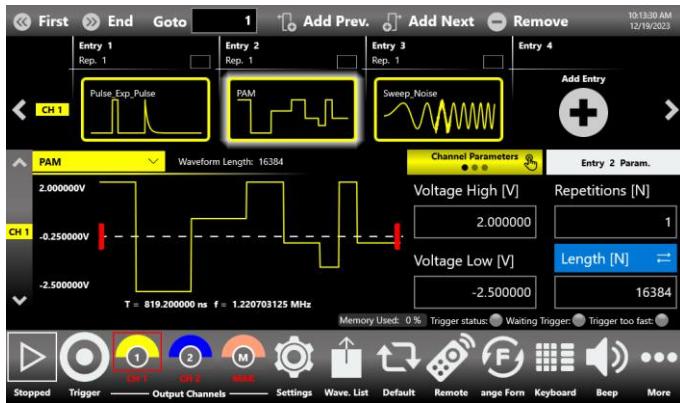 First End Goto 1 Add Prev. Add Next Remove
10:13:30 AM
12/19/2023
Entry 1 Entry 2 Entry 3 Entry 4
Rep. 1 Rep. 1 Rep. 1
Add Entry
CH 1
Pulse_Exp_Pulse PAM Sweep_Noise
PAM Waveform Length: 16384 Channel Parameters Entry 2 Param.
2.000000V
Voltage High [V] Repetitions [N]
2.000000 1
CH 1
-0.250000V
Voltage Low [V] Length [N]
-2.500000V
-2.500000 16384
T = 819.200000 ns f = 1.220703125 MHz
Memory Used: 0 % Trigger status: Waiting Trigger: Trigger too fast:
1 2 M F
CH 1 CH 2 MAR
Stopped Trigger Output Channels Settings Wave. List Default Remote ange Forn Keyboard Beep More